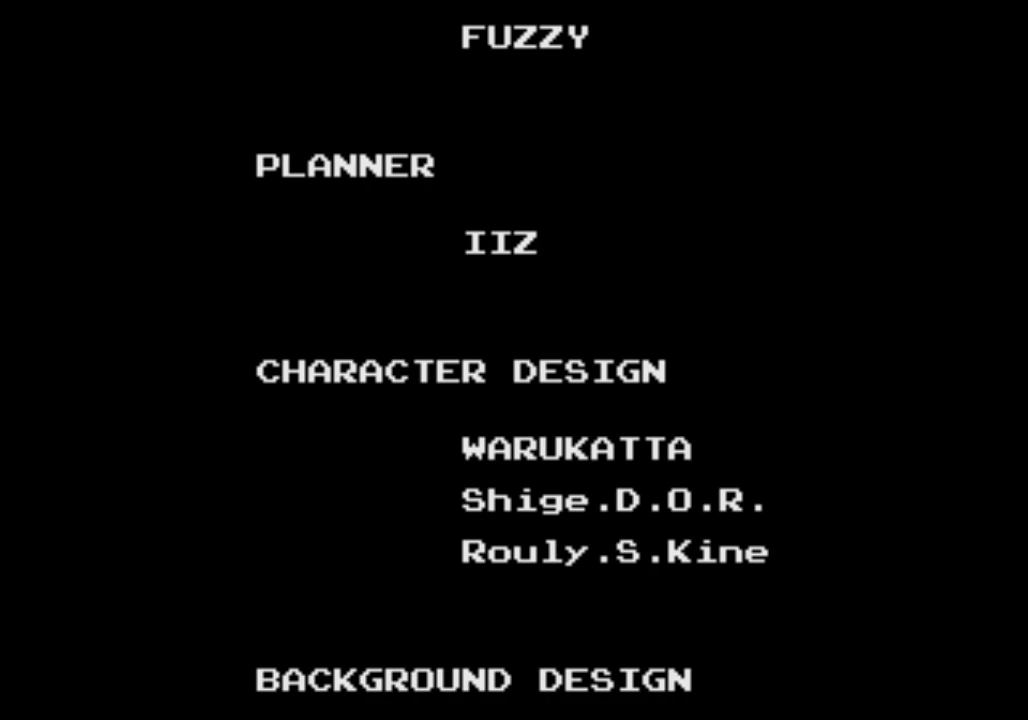 FUZZY
PLANNER
IIZ
CHARACTER DESIGN
WARUKATTA
Shige.D.O.R.
Rouly.S.Kine
BACKGROUND DESIGN